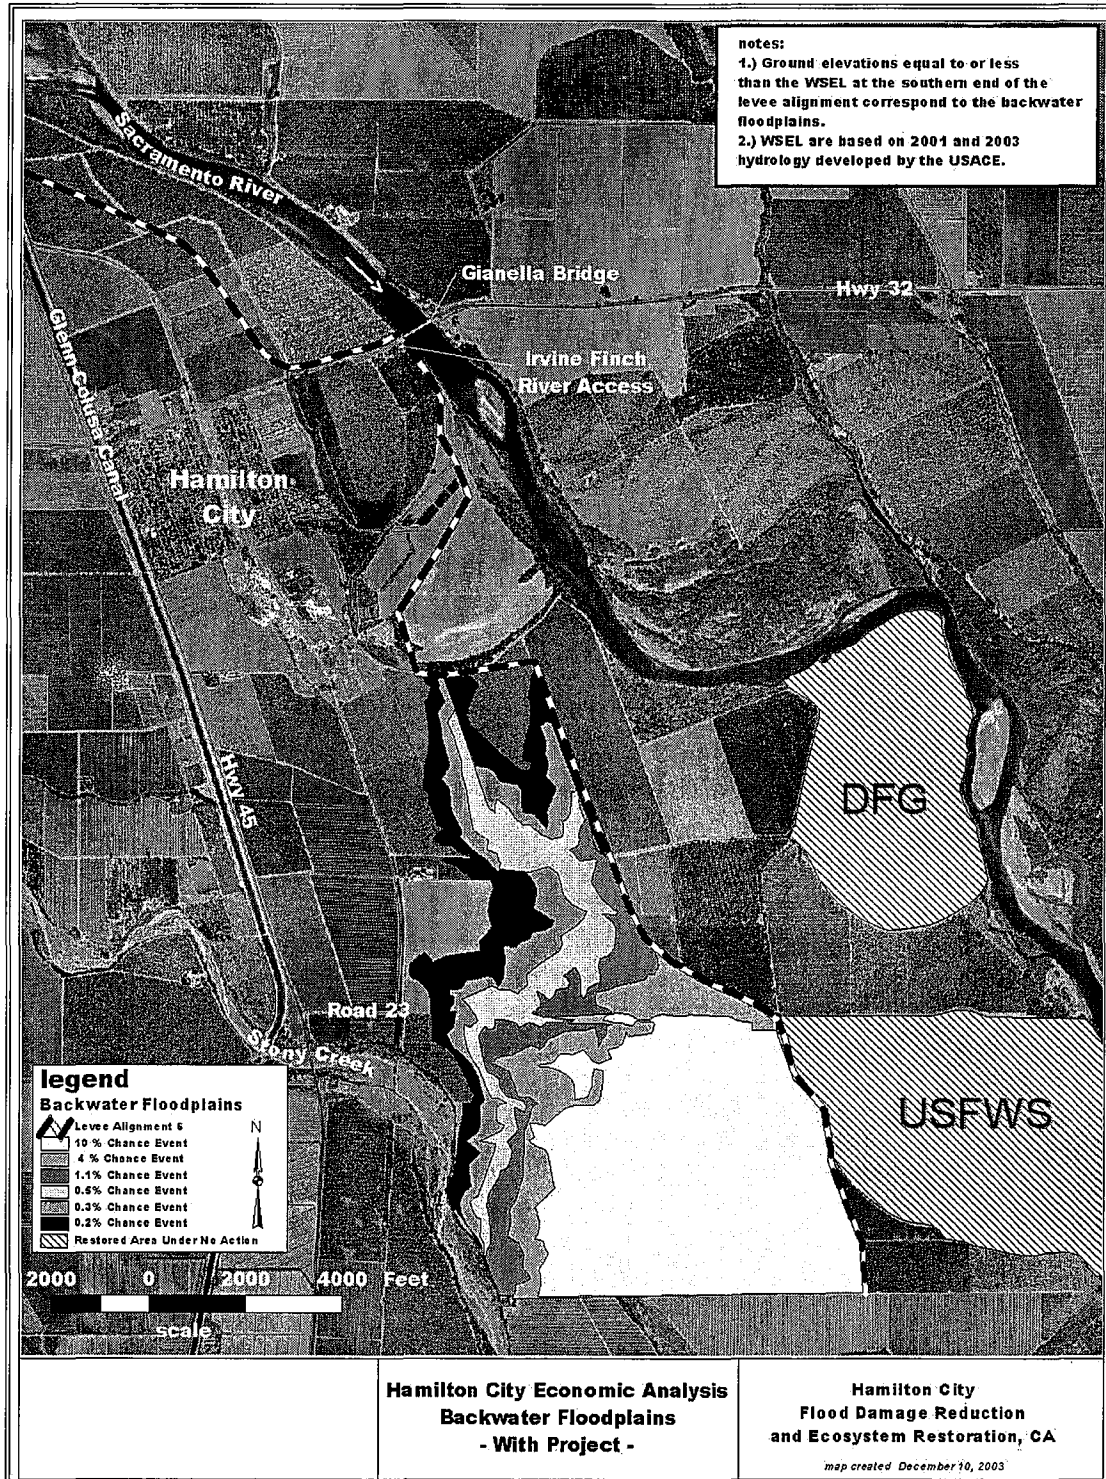 notes:
1.) Ground elevations equal to or less
than the WSEL at the southern end of the
levee alignment correspond to the backwater
floodplains.
2.) WSEL are based on 2001 and 2003
hydrology developed by the USACE.
Sacramento River
Gianella Bridge
Hwy 32
Glenn-Colusa Canal
Irvine Finch
River Access
Hamilton
City
DFG
Hwy 45
Road 23
Stony Creek
USFWS
legend
Backwater Floodplains
Levee Alignment 6
10 % Chance Event
4 % Chance Event
1.1% Chance Event
0.5% Chance Event
0.3% Chance Event
0.2% Chance Event
Restored Area Under No Action
N
2000 0 2000 4000 Feet
scale
Hamilton City Economic Analysis
Backwater Floodplains
- With Project -
Hamilton City
Flood Damage Reduction
and Ecosystem Restoration, CA
map created December 10, 2003